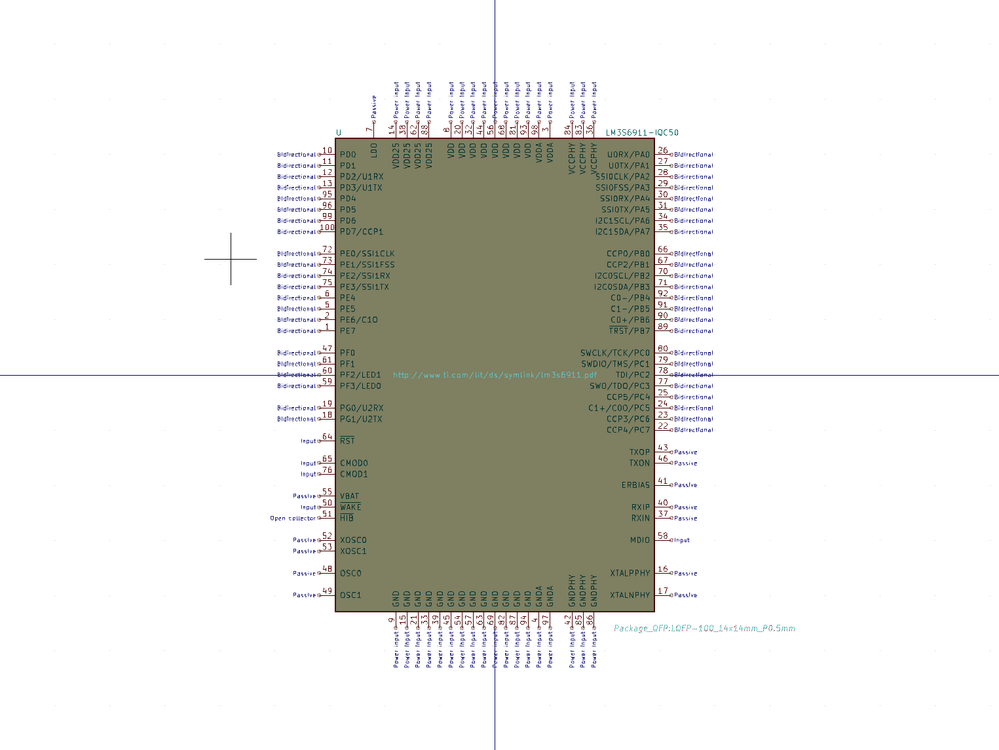 Passive
Power Input Power Input Power Input Power Input
Power Input Power Input Power Input Power Input Power Input Power Input Power Input Power Input Power Input Power Input
Power Input Power Input Power Input
7 14 38 62 88 8 20 32 44 56 68 81 93 98 3 84 83 36
U LM3S6911-IQC50
LDO VDD25 VDD25 VDD25 VDD25 VDD VDD VDD VDD VDD VDD VDD VDD VDDA VDDA VCCPHY VCCPHY VCCPHY
Bidirectional 10 PD0 U0RX/PA0 26 Bidirectional
Bidirectional 11 PD1 U0TX/PA1 27 Bidirectional
Bidirectional 12 PD2/U1RX SSI0CLK/PA2 28 Bidirectional
Bidirectional 13 PD3/U1TX SSI0FSS/PA3 29 Bidirectional
Bidirectional 95 PD4 SSI0RX/PA4 30 Bidirectional
Bidirectional 96 PD5 SSI0TX/PA5 31 Bidirectional
Bidirectional 99 PD6 I2C1SCL/PA6 34 Bidirectional
Bidirectional 100 PD7/CCP1 I2C1SDA/PA7 35 Bidirectional
Bidirectional 72 PE0/SSI1CLK CCP0/PB0 66 Bidirectional
Bidirectional 73 PE1/SSI1FSS CCP2/PB1 67 Bidirectional
Bidirectional 74 PE2/SSI1RX I2C0SCL/PB2 70 Bidirectional
Bidirectional 75 PE3/SSI1TX I2C0SDA/PB3 71 Bidirectional
Bidirectional 6 PE4 C0-/PB4 92 Bidirectional
Bidirectional 5 PE5 C1-/PB5 91 Bidirectional
Bidirectional 2 PE6/C1O C0+/PB6 90 Bidirectional
Bidirectional 1 PE7 TRST/PB7 89 Bidirectional
Bidirectional 47 PF0 SWCLK/TCK/PC0 80 Bidirectional
Bidirectional 61 PF1 SWDIO/TMS/PC1 79 Bidirectional
Bidirectional 60 PF2/LED1 http://www.ti.com/lit/ds/symlink/lm3s6911.pdf TDI/PC2 78 Bidirectional
Bidirectional 59 PF3/LED0 SWO/TDO/PC3 77 Bidirectional
CCP5/PC4 25 Bidirectional
Bidirectional 19 PG0/U2RX C1+/C0O/PC5 24 Bidirectional
Bidirectional 18 PG1/U2TX CCP3/PC6 23 Bidirectional
CCP4/PC7 22 Bidirectional
Input 64 RST
TXOP 43 Passive
Input 65 CMOD0 TXON 46 Passive
Input 76 CMOD1
ERBIAS 41 Passive
Passive 55 VBAT
Input 50 WAKE RXIP 40 Passive
Open collector 51 HIB RXIN 37 Passive
Passive 52 XOSC0 MDIO 58 Input
Passive 53 XOSC1
Passive 48 OSC0 XTALPPHY 16 Passive
Passive 49 OSC1 XTALNPHY 17 Passive
GND GND GND GND GND GND GND GND GND GND GND GND GND GNDA GNDA GNDPHY GNDPHY GNDPHY
9 15 21 33 39 45 54 57 63 69 82 87 94 4 97 42 85 86
Power Input Power Input Power Input Power Input Power Input Power Input Power Input Power Input Power Input Power Input Power Input Power Input Power Input Power Input Power Input Power Input Power Input Power Input
Package_QFP:LQFP-100_14x14mm_P0.5mm